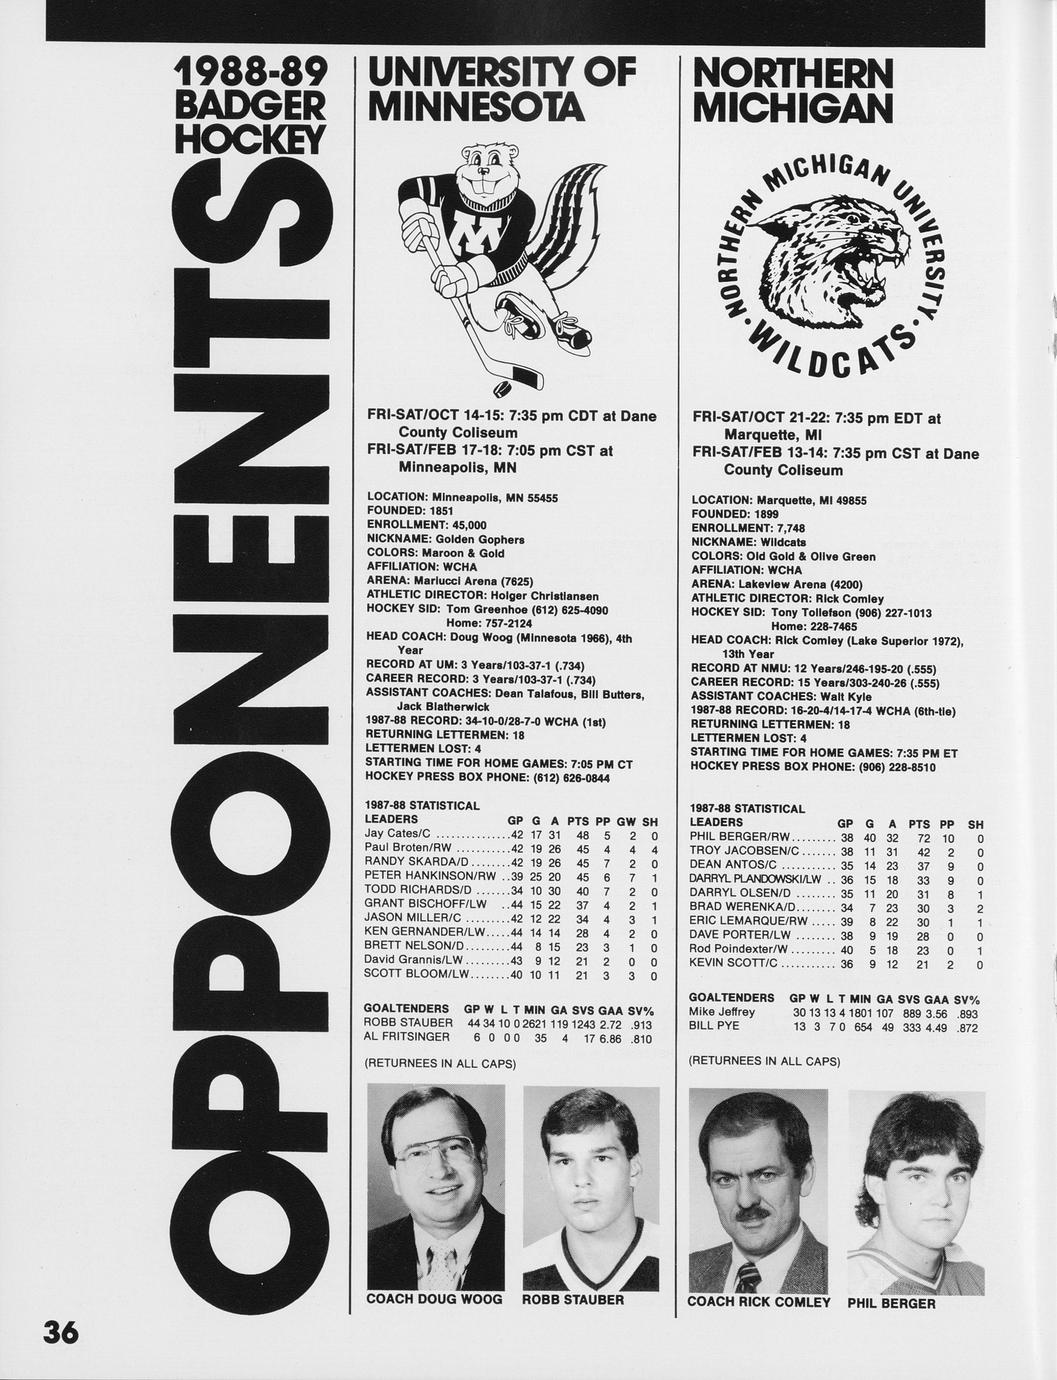 1988-89
BADGER
HOCKEY
OPPONENTS
UNIVERSITY OF
MINNESOTA
M
FRI-SAT/OCT 14-15: 7:35 pm CDT at Dane
County Coliseum
FRI-SAT/FEB 17-18: 7:05 pm CST at
Minneapolis, MN
LOCATION: Minneapolis, MN 55455
FOUNDED: 1851
ENROLLMENT: 45,000
NICKNAME: Golden Gophers
COLORS: Maroon & Gold
AFFILIATION: WCHA
ARENA: Mariucci Arena (7625)
ATHLETIC DIRECTOR: Holger Christiansen
HOCKEY SID: Tom Greenhoe (612) 625-4090
Home: 757-2124
HEAD COACH: Doug Woog (Minnesota 1966), 4th
Year
RECORD AT UM: 3 Years/103-37-1 (.734)
CAREER RECORD: 3 Years/103-37-1 (.734)
ASSISTANT COACHES: Dean Talafous, Bill Butters,
Jack Blatherwick
1987-88 RECORD: 34-10-0/28-7-0 WCHA (1st)
RETURNING LETTERMEN: 18
LETTERMEN LOST: 4
STARTING TIME FOR HOME GAMES: 7:05 PM CT
HOCKEY PRESS BOX PHONE: (612) 626-0844
1987-88 STATISTICAL
LEADERS GP G A PTS PP GW SH
Jay Cates/C ...............42 17 31 48 5 2 0
Paul Broten/RW ...........42 19 26 45 4 4 4
RANDY SKARDA/D ........42 19 26 45 7 2 0
PETER HANKINSON/RW ..39 25 20 45 6 7 1
TODD RICHARDS/D .......34 10 30 40 7 2 0
GRANT BISCHOFF/LW ..44 15 22 37 4 2 1
JASON MILLER/C .........42 12 22 34 4 3 1
KEN GERNANDER/LW.....44 14 14 28 4 2 0
BRETT NELSON/D.........44 8 15 23 3 1 0
David Grannis/LW .........43 9 12 21 2 0 0
SCOTT BLOOM/LW........40 10 11 21 3 3 0
GOALTENDERS GP W L T MIN GA SVS GAA SV%
ROBB STAUBER 44 34 10 0 2621 119 1243 2.72 .913
AL FRITSINGER 6 0 0 0 35 4 17 6.86 .810
(RETURNEES IN ALL CAPS)
COACH DOUG WOOG ROBB STAUBER
NORTHERN
MICHIGAN
NORTHERN MICHIGAN UNIVERSITY
• WILDCATS •
FRI-SAT/OCT 21-22: 7:35 pm EDT at
Marquette, MI
FRI-SAT/FEB 13-14: 7:35 pm CST at Dane
County Coliseum
LOCATION: Marquette, MI 49855
FOUNDED: 1899
ENROLLMENT: 7,748
NICKNAME: Wildcats
COLORS: Old Gold & Olive Green
AFFILIATION: WCHA
ARENA: Lakeview Arena (4200)
ATHLETIC DIRECTOR: Rick Comley
HOCKEY SID: Tony Tollefson (906) 227-1013
Home: 228-7465
HEAD COACH: Rick Comley (Lake Superior 1972),
13th Year
RECORD AT NMU: 12 Years/246-195-20 (.555)
CAREER RECORD: 15 Years/303-240-26 (.555)
ASSISTANT COACHES: Walt Kyle
1987-88 RECORD: 16-20-4/14-17-4 WCHA (6th-tie)
RETURNING LETTERMEN: 18
LETTERMEN LOST: 4
STARTING TIME FOR HOME GAMES: 7:35 PM ET
HOCKEY PRESS BOX PHONE: (906) 228-8510
1987-88 STATISTICAL
LEADERS GP G A PTS PP SH
PHIL BERGER/RW......... 38 40 32 72 10 0
TROY JACOBSEN/C ....... 38 11 31 42 2 0
DEAN ANTOS/C ........... 35 14 23 37 9 0
DARRYL PLANDOWSKI/LW .. 36 15 18 33 9 0
DARRYL OLSEN/D ........ 35 11 20 31 8 1
BRAD WERENKA/D........ 34 7 23 30 3 2
ERIC LEMARQUE/RW ..... 39 8 22 30 1 1
DAVE PORTER/LW ........ 38 9 19 28 0 0
Rod Poindexter/W ......... 40 5 18 23 0 1
KEVIN SCOTT/C ........... 36 9 12 21 2 0
GOALTENDERS GP W L T MIN GA SVS GAA SV%
Mike Jeffrey 30 13 13 4 1801 107 889 3.56 .893
BILL PYE 13 3 7 0 654 49 333 4.49 .872
(RETURNEES IN ALL CAPS)
COACH RICK COMLEY PHIL BERGER
36